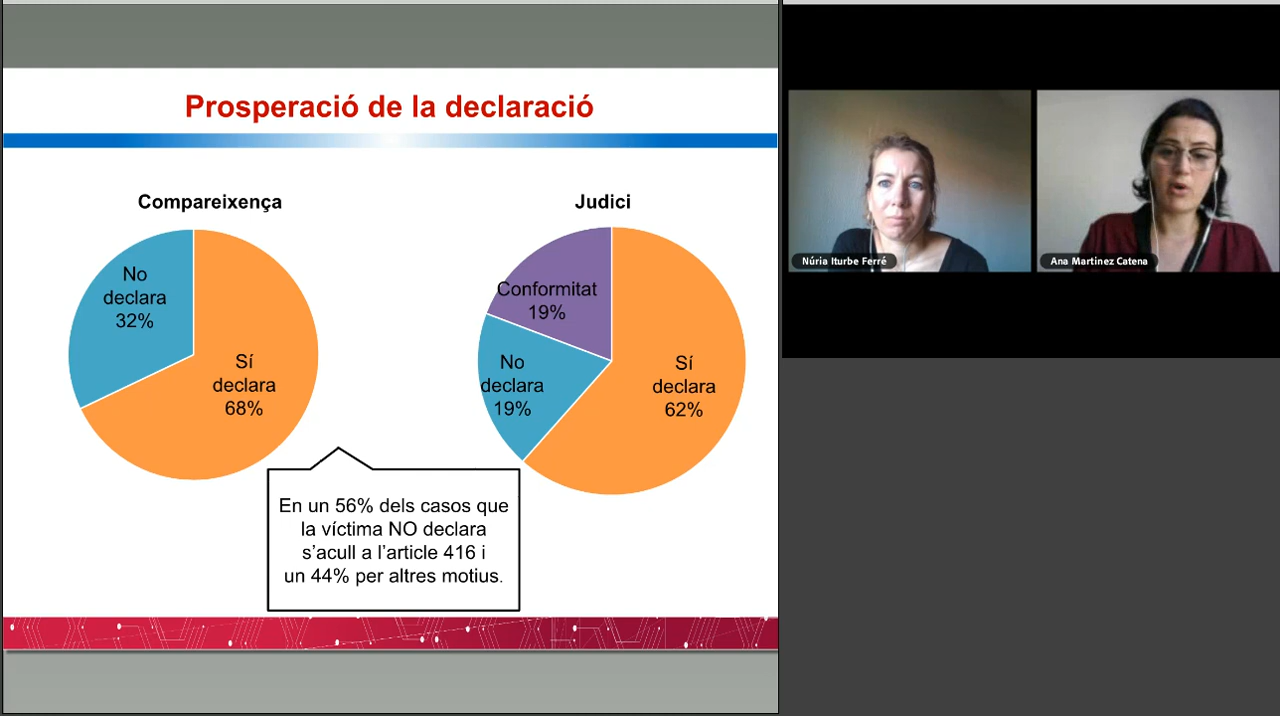 Prosperació de la declaració
Compareixença
No
declara
32%
Sí
declara
68%
Judici
Conformitat
19%
No
declara
19%
Sí
declara
62%
En un 56% dels casos que
la víctima NO declara
s'acull a l'article 416 i
un 44% per altres motius.
Núria Iturbe Ferré
Ana Martinez Catena